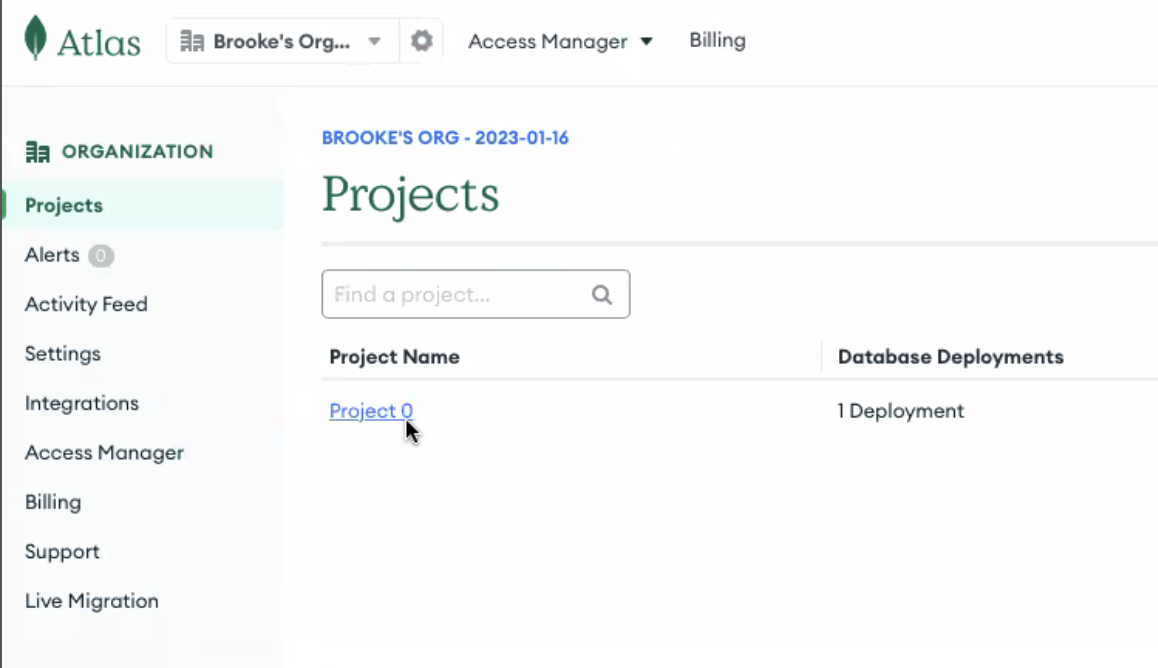 Atlas
Brooke's Org...
Access Manager
Billing
ORGANIZATION
Projects
Alerts 0
Activity Feed
Settings
Integrations
Access Manager
Billing
Support
Live Migration
BROOKE'S ORG - 2023-01-16
Projects
Find a project...
Project Name Database Deployments
Project 0 1 Deployment